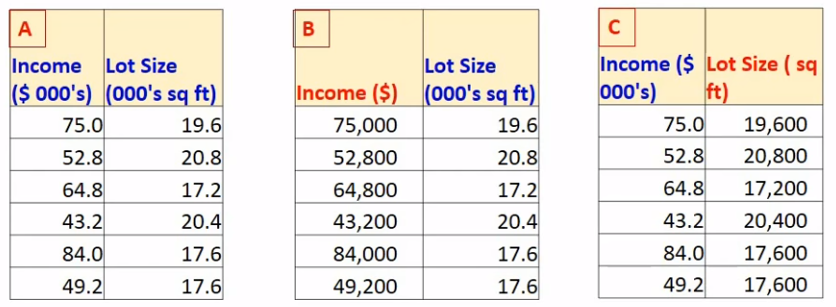 A
Income Lot Size
($ 000's) (000's sq ft)
75.0 19.6
52.8 20.8
64.8 17.2
43.2 20.4
84.0 17.6
49.2 17.6
B
Lot Size
Income ($) (000's sq ft)
75,000 19.6
52,800 20.8
64,800 17.2
43,200 20.4
84,000 17.6
49,200 17.6
C
Income ($ Lot Size ( sq
000's) ft)
75.0 19,600
52.8 20,800
64.8 17,200
43.2 20,400
84.0 17,600
49.2 17,600